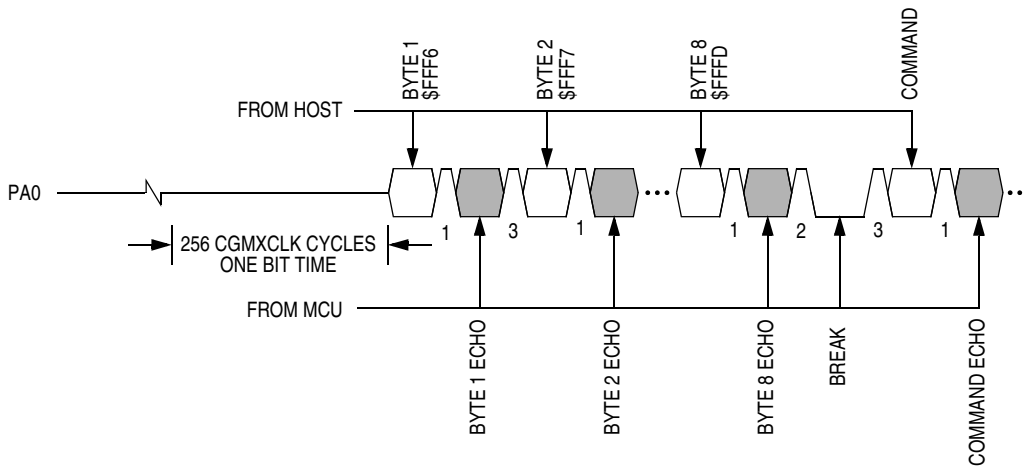 BYTE 1
$FFF6
BYTE 2
$FFF7
BYTE 8
$FFFD
COMMAND
FROM HOST
PA0
1
3
1
1
2
3
1
256 CGMXCLK CYCLES
ONE BIT TIME
FROM MCU
BYTE 1 ECHO
BYTE 2 ECHO
BYTE 8 ECHO
BREAK
COMMAND ECHO